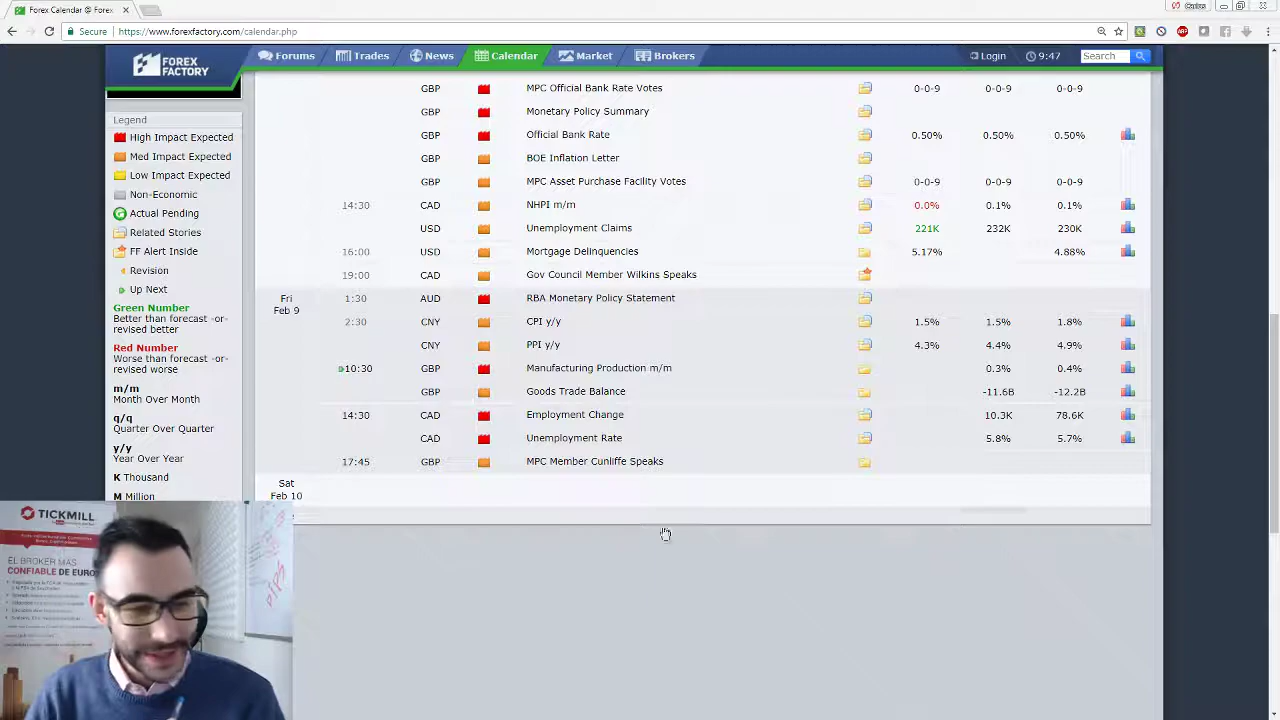 Forex Calendar @ Forex
Carlos
Secure
https://www.forexfactory.com/calendar.php
FOREX FACTORY
Forums
Trades
News
Calendar
Market
Brokers
Login
9:47
Search
Legend
High Impact Expected
Med Impact Expected
Low Impact Expected
Non-Economic
Actual Pending
Related Stories
FF Alert Inside
Revision
Up Next
Green Number
Better than forecast -or-
revised better
Red Number
Worse than forecast -or-
revised worse
m/m
Month Over Month
q/q
Quarter Over Quarter
y/y
Year Over Year
K Thousand
M Million
GBP MPC Official Bank Rate Vo 0-0-9 0-0-9 0-0-9
GBP Monetary Policy Summary
GBP Official Bank Rate 0.50% 0.50% 0.50%
GBP BOE Inflation Letter
GBP MPC Asset Purchase Facility Votes 0-0-9 0-0-9
14:30 CAD NHPI m/m 0.0% 0.1% 0.1%
USD Unemployment Claims 221K 232K 230K
16:00 USD Mortgage Delinquencies 5.17% 4.88%
19:00 CAD Gov Council Member Wilkins Speaks
Fri
Feb 9
1:30 AUD RBA Monetary Policy Statement
2:30 CNY CPI y/y 1.5% 1.5% 1.8%
CNY PPI y/y 4.3% 4.4% 4.9%
10:30 GBP Manufacturing Production m/m 0.3% 0.4%
GBP Goods Trade Balance -11.6B -12.2B
14:30 CAD Employment Change 10.3K 78.6K
CAD Unemployment Rate 5.8% 5.7%
17:45 GBP MPC Member Cunliffe Speaks
Sat
Feb 10
TICKMILL
EL BROKER MÁS
CONFIABLE DE EURO